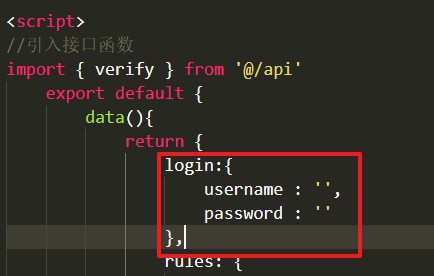 <script>
//引入接口函数
import { verify } from '@/api'
export default {
data(){
return {
login:{
username : '',
password : ''
},
rules: {